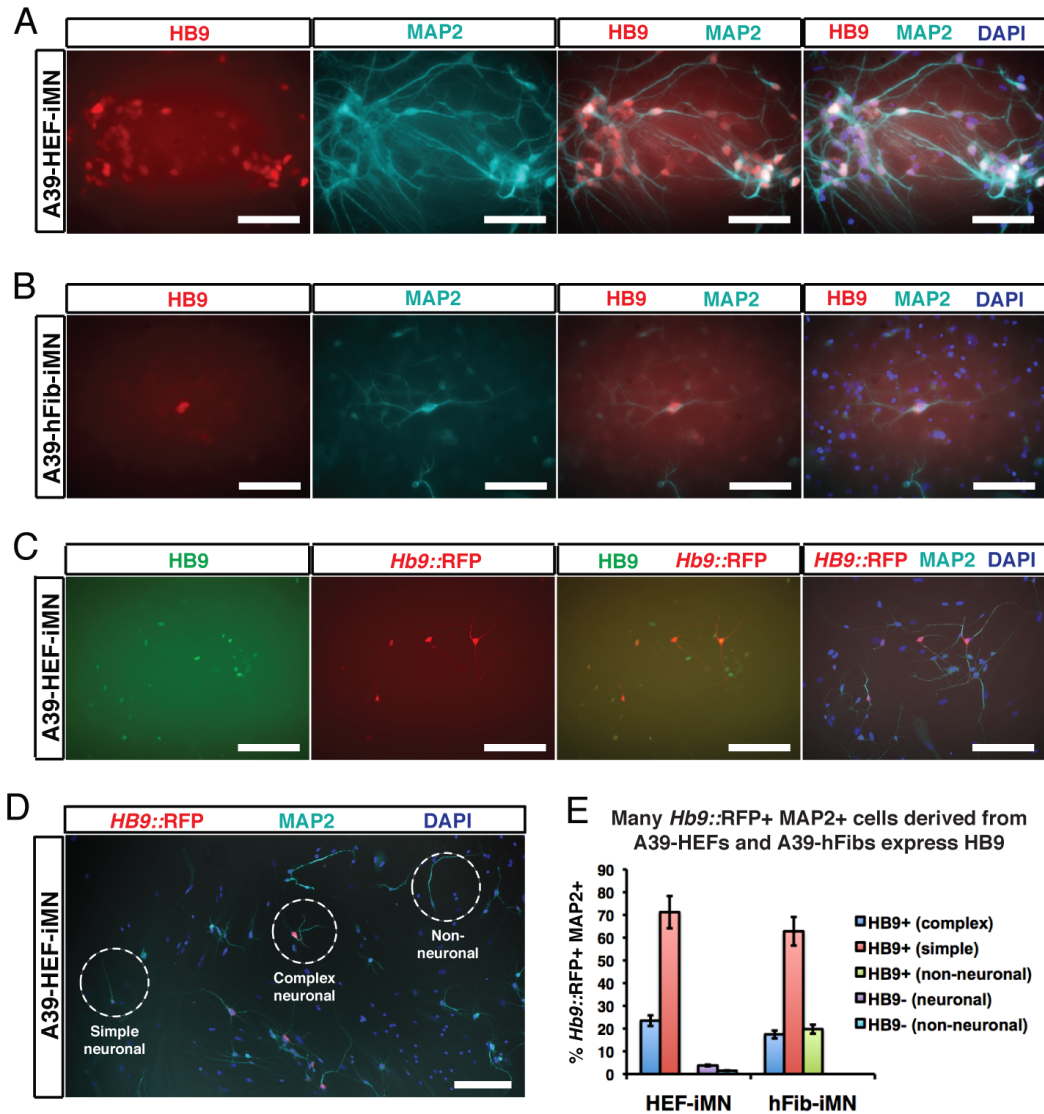 A
HB9
MAP2
HB9 MAP2
HB9 MAP2 DAPI
A39-HEF-iMN
B
HB9
MAP2
HB9 MAP2
HB9 MAP2 DAPI
A39-hFib-iMN
C
HB9
Hb9::RFP
HB9 Hb9::RFP
HB9::RFP MAP2 DAPI
A39-HEF-iMN
D
HB9::RFP MAP2 DAPI
A39-HEF-iMN
Non-
neuronal
Complex
neuronal
Simple
neuronal
E
Many Hb9::RFP+ MAP2+ cells derived from
A39-HEFs and A39-hFibs express HB9
% Hb9::RFP+ MAP2+
90
80
70
60
50
40
30
20
10
0
HEF-iMN
hFib-iMN
HB9+ (complex)
HB9+ (simple)
HB9+ (non-neuronal)
HB9- (neuronal)
HB9- (non-neuronal)